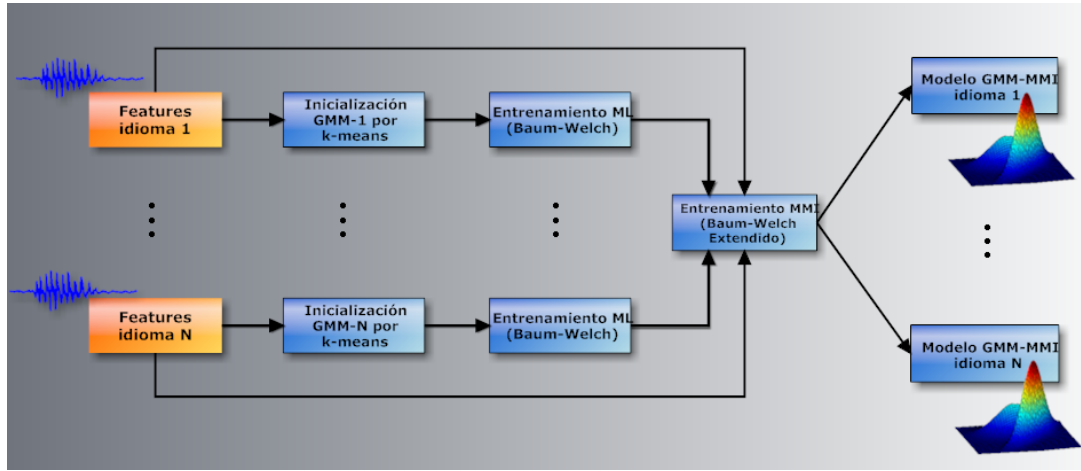 Modelo GMM-MMI
idioma 1
Features
idioma 1
Inicialización
GMM-1 por
k-means
Entrenamiento ML
(Baum-Welch)
Entrenamiento MMI
(Baum-Welch
Extendido)
Features
idioma N
Inicialización
GMM-N por
k-means
Entrenamiento ML
(Baum-Welch)
Modelo GMM-MMI
idioma N